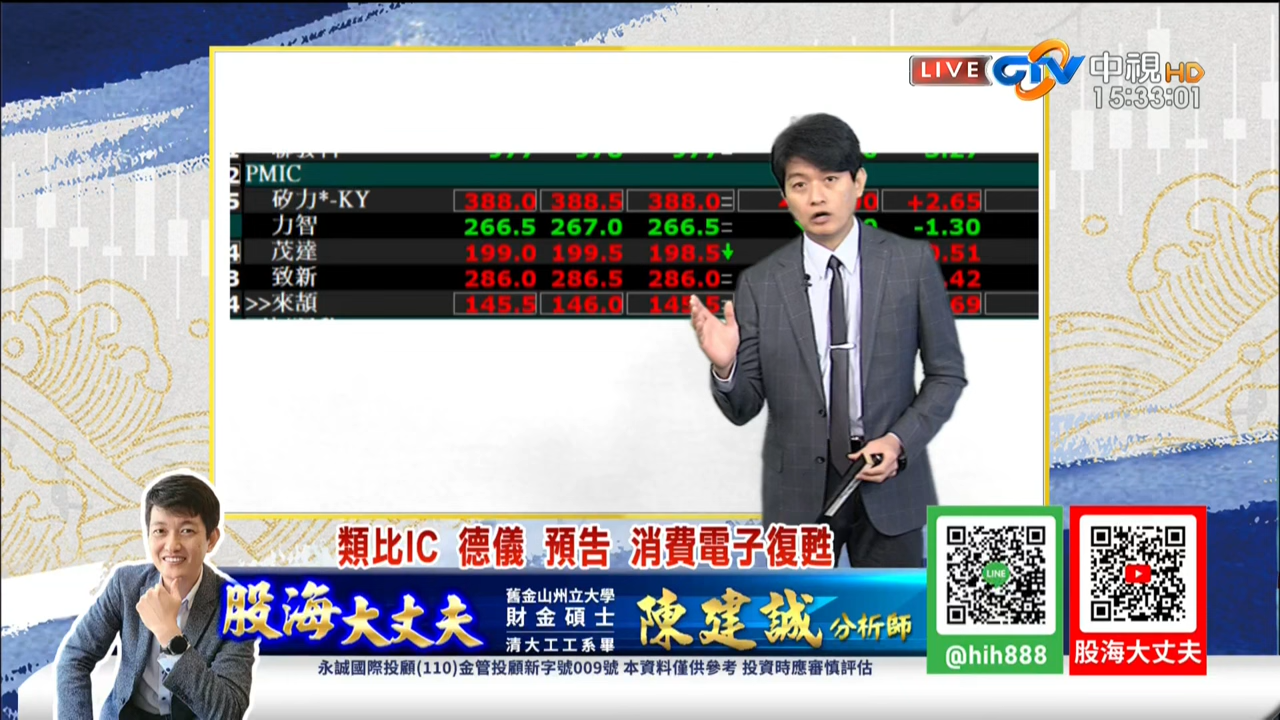 LIVE GTV 中視HD
15:33:01
2 PMIC
5 矽力*-KY 388.0 388.5 388.0= +2.65
力智 266.5 267.0 266.5= -1.30
4 茂達 199.0 199.5 198.5↓
3 致新 286.0 286.5 286.0=
4 >>來頡 145.5 146.0
類比IC 德儀 預告 消費電子復甦
股海大丈夫
舊金山州立大學
財金碩士
清大工工系畢
陳建誠 分析師
永誠國際投顧(110)金管投顧新字號009號 本資料僅供參考 投資時應審慎評估
LINE
@hih888
股海大丈夫